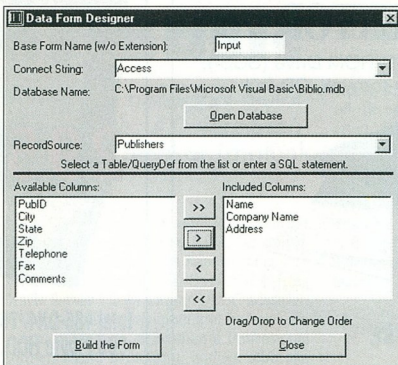 Data Form Designer
Base Form Name (w/o Extension): Input
Connect String: Access
Database Name: C:\Program Files\Microsoft Visual Basic\Biblio.mdb
Open Database
RecordSource: Publishers
Select a Table/QueryDef from the list or enter a SQL statement.
Available Columns:
PubID
City
State
Zip
Telephone
Fax
Comments
>>
>
<
<<
Included Columns:
Name
Company Name
Address
Drag/Drop to Change Order
Build the Form
Close